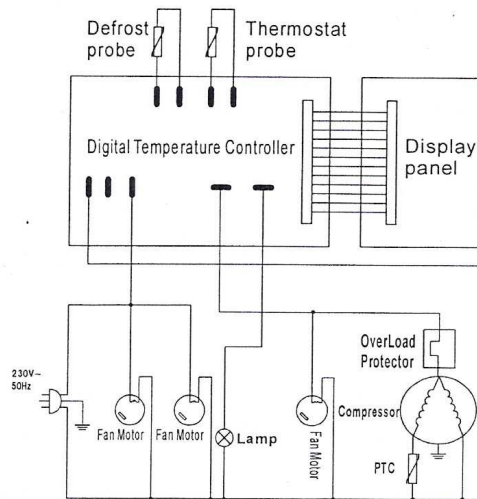 Defrost
probe
Thermostat
probe
Digital Temperature Controller
Display
panel
OverLoad
Protector
230V~
50Hz
Compressor
Fan Motor
Fan Motor
Lamp
Fan Motor
PTC